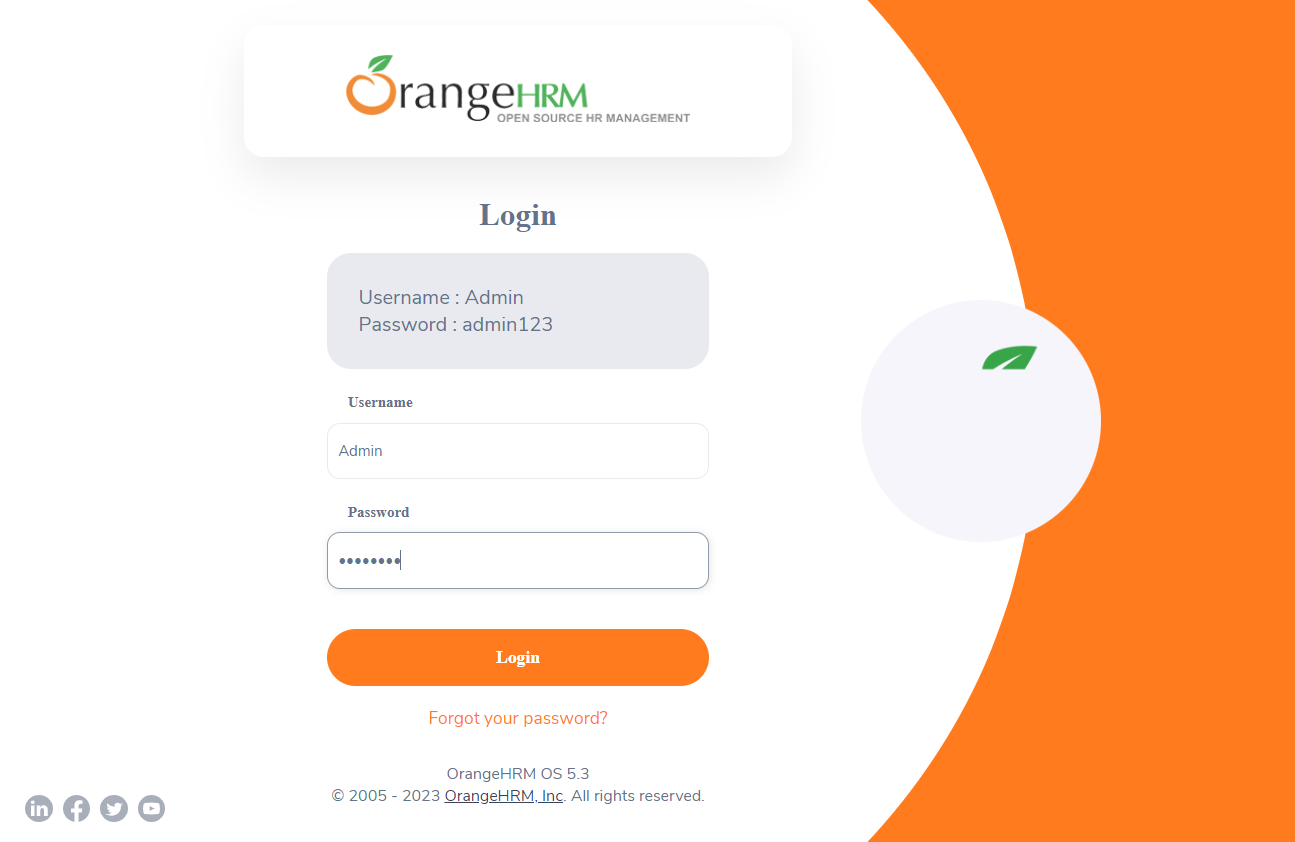 OrangeHRM
OPEN SOURCE HR MANAGEMENT
Login
Username : Admin
Password : admin123
Username
Admin
Password
••••••••
Login
Forgot your password?
OrangeHRM OS 5.3
© 2005 - 2023 OrangeHRM, Inc. All rights reserved.